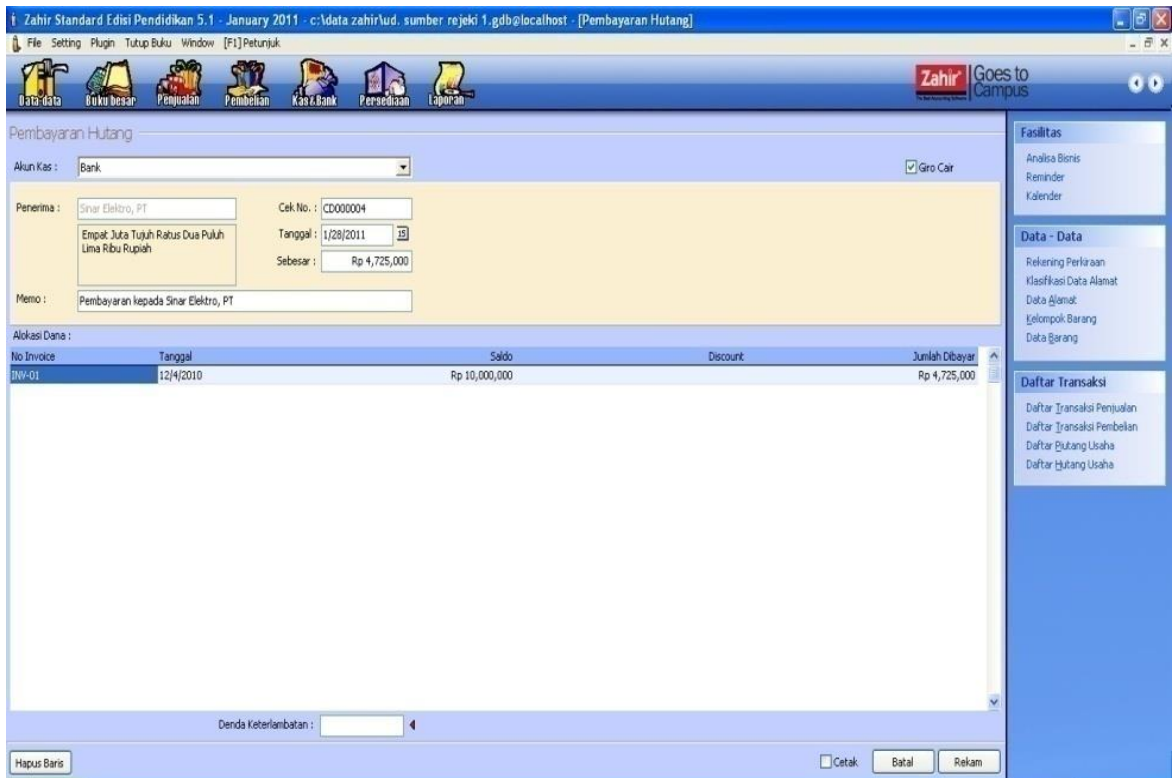 Zahir Standard Edisi Pendidikan 5.1 - January 2011 - c:\data zahir\ud. sumber rejeki 1.gdb@localhost - [Pembayaran Hutang]
File Setting Plugin Tutup Buku Window [F1] Petunjuk
Data-data Buku besar Penjualan Pembelian Kas&Bank Persediaan Laporan
Zahir Goes to Campus
Pembayaran Hutang
Akun Kas : Bank Giro Cair
Penerima : Sinar Elektro, PT Cek No. : CD000004
Empat Juta Tujuh Ratus Dua Puluh Lima Ribu Rupiah
Tanggal : 1/28/2011 15
Sebesar : Rp 4,725,000
Memo : Pembayaran kepada Sinar Elektro, PT
Alokasi Dana :
No Invoice Tanggal Saldo Discount Jumlah Dibayar
INV-01 12/4/2010 Rp 10,000,000 Rp 4,725,000
Denda Keterlambatan :
Hapus Baris Cetak Batal Rekam
Fasilitas
Analisa Bisnis
Reminder
Kalender
Data - Data
Rekening Perkiraan
Klasifikasi Data Alamat
Data Alamat
Kelompok Barang
Data Barang
Daftar Transaksi
Daftar Transaksi Penjualan
Daftar Transaksi Pembelian
Daftar Piutang Usaha
Daftar Hutang Usaha